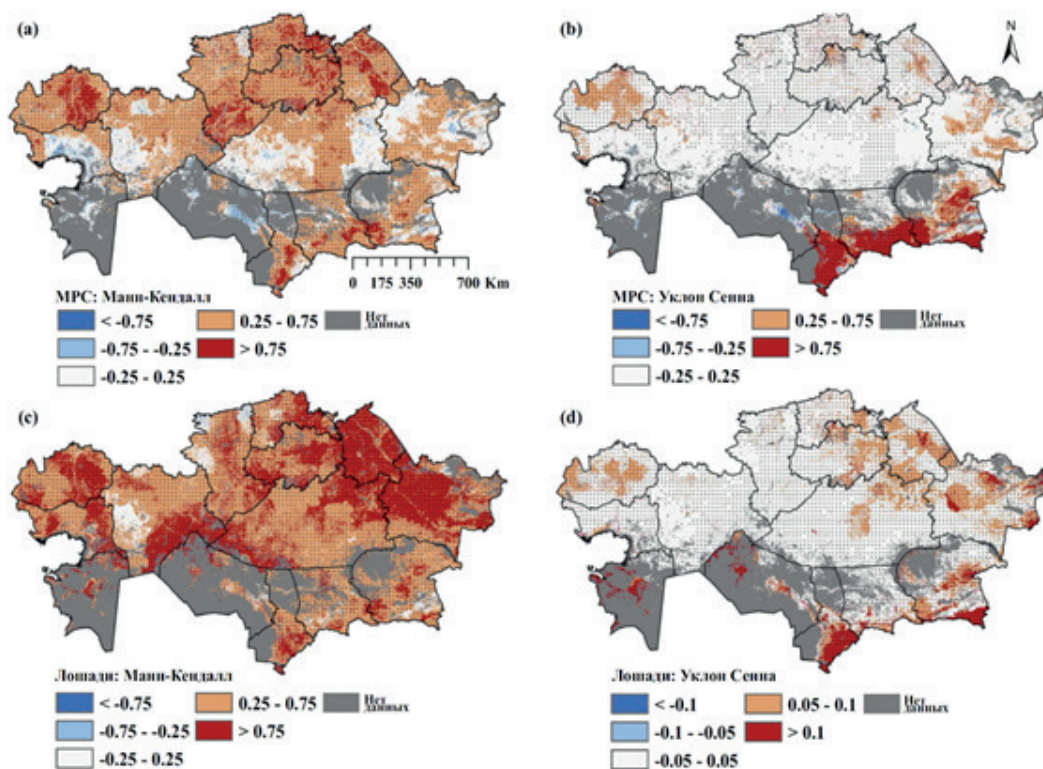 (a)
(b)
N
0 175 350 700 Km
МРС: Манн-Кендалл
< -0.75
0.25 - 0.75
Нет
данных
-0.75 - -0.25
> 0.75
-0.25 - 0.25
МРС: Уклон Сенна
< -0.75
0.25 - 0.75
Нет
данных
-0.75 - -0.25
> 0.75
-0.25 - 0.25
(c)
(d)
Лошади: Манн-Кендалл
< -0.75
0.25 - 0.75
Нет
данных
-0.75 - -0.25
> 0.75
-0.25 - 0.25
Лошади: Уклон Сенна
< -0.1
0.05 - 0.1
Нет
данных
-0.1 - -0.05
> 0.1
-0.05 - 0.05